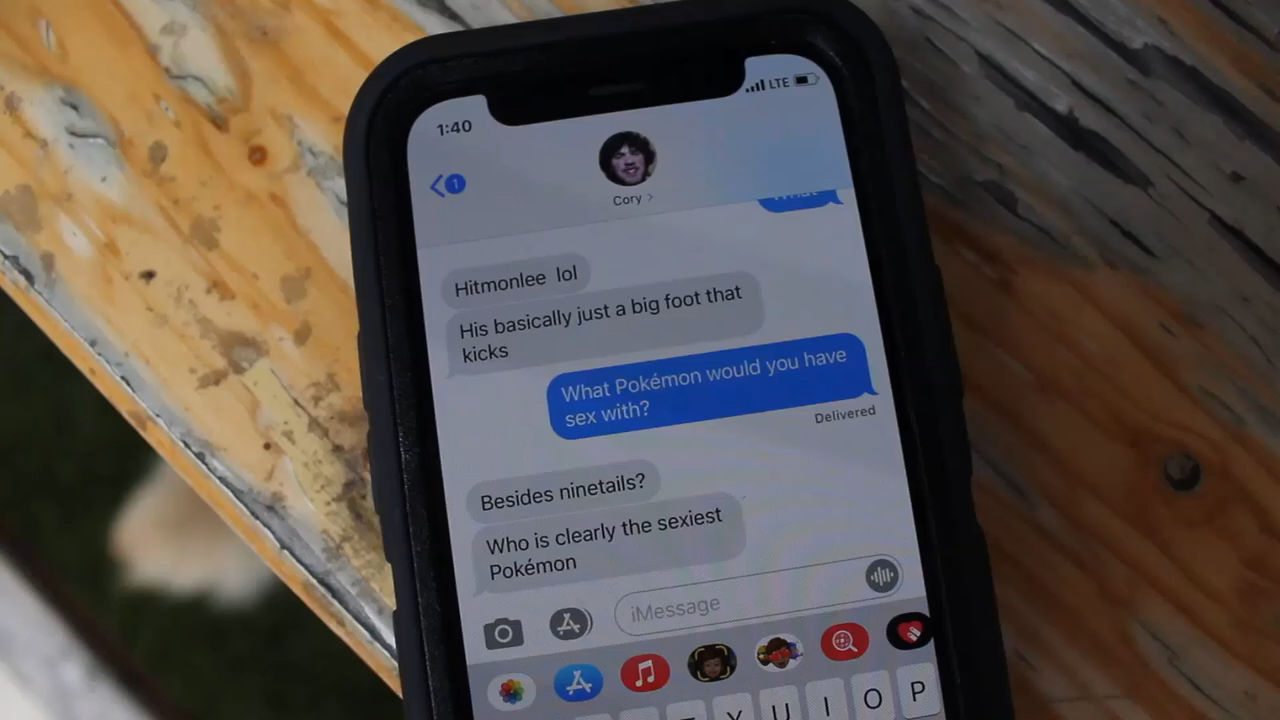 1:40
LTE
1
Cory
Hitmonlee lol
His basically just a big foot that
kicks
What Pokémon would you have
sex with?
Delivered
Besides ninetails?
Who is clearly the sexiest
Pokémon
iMessage
Y U I O P